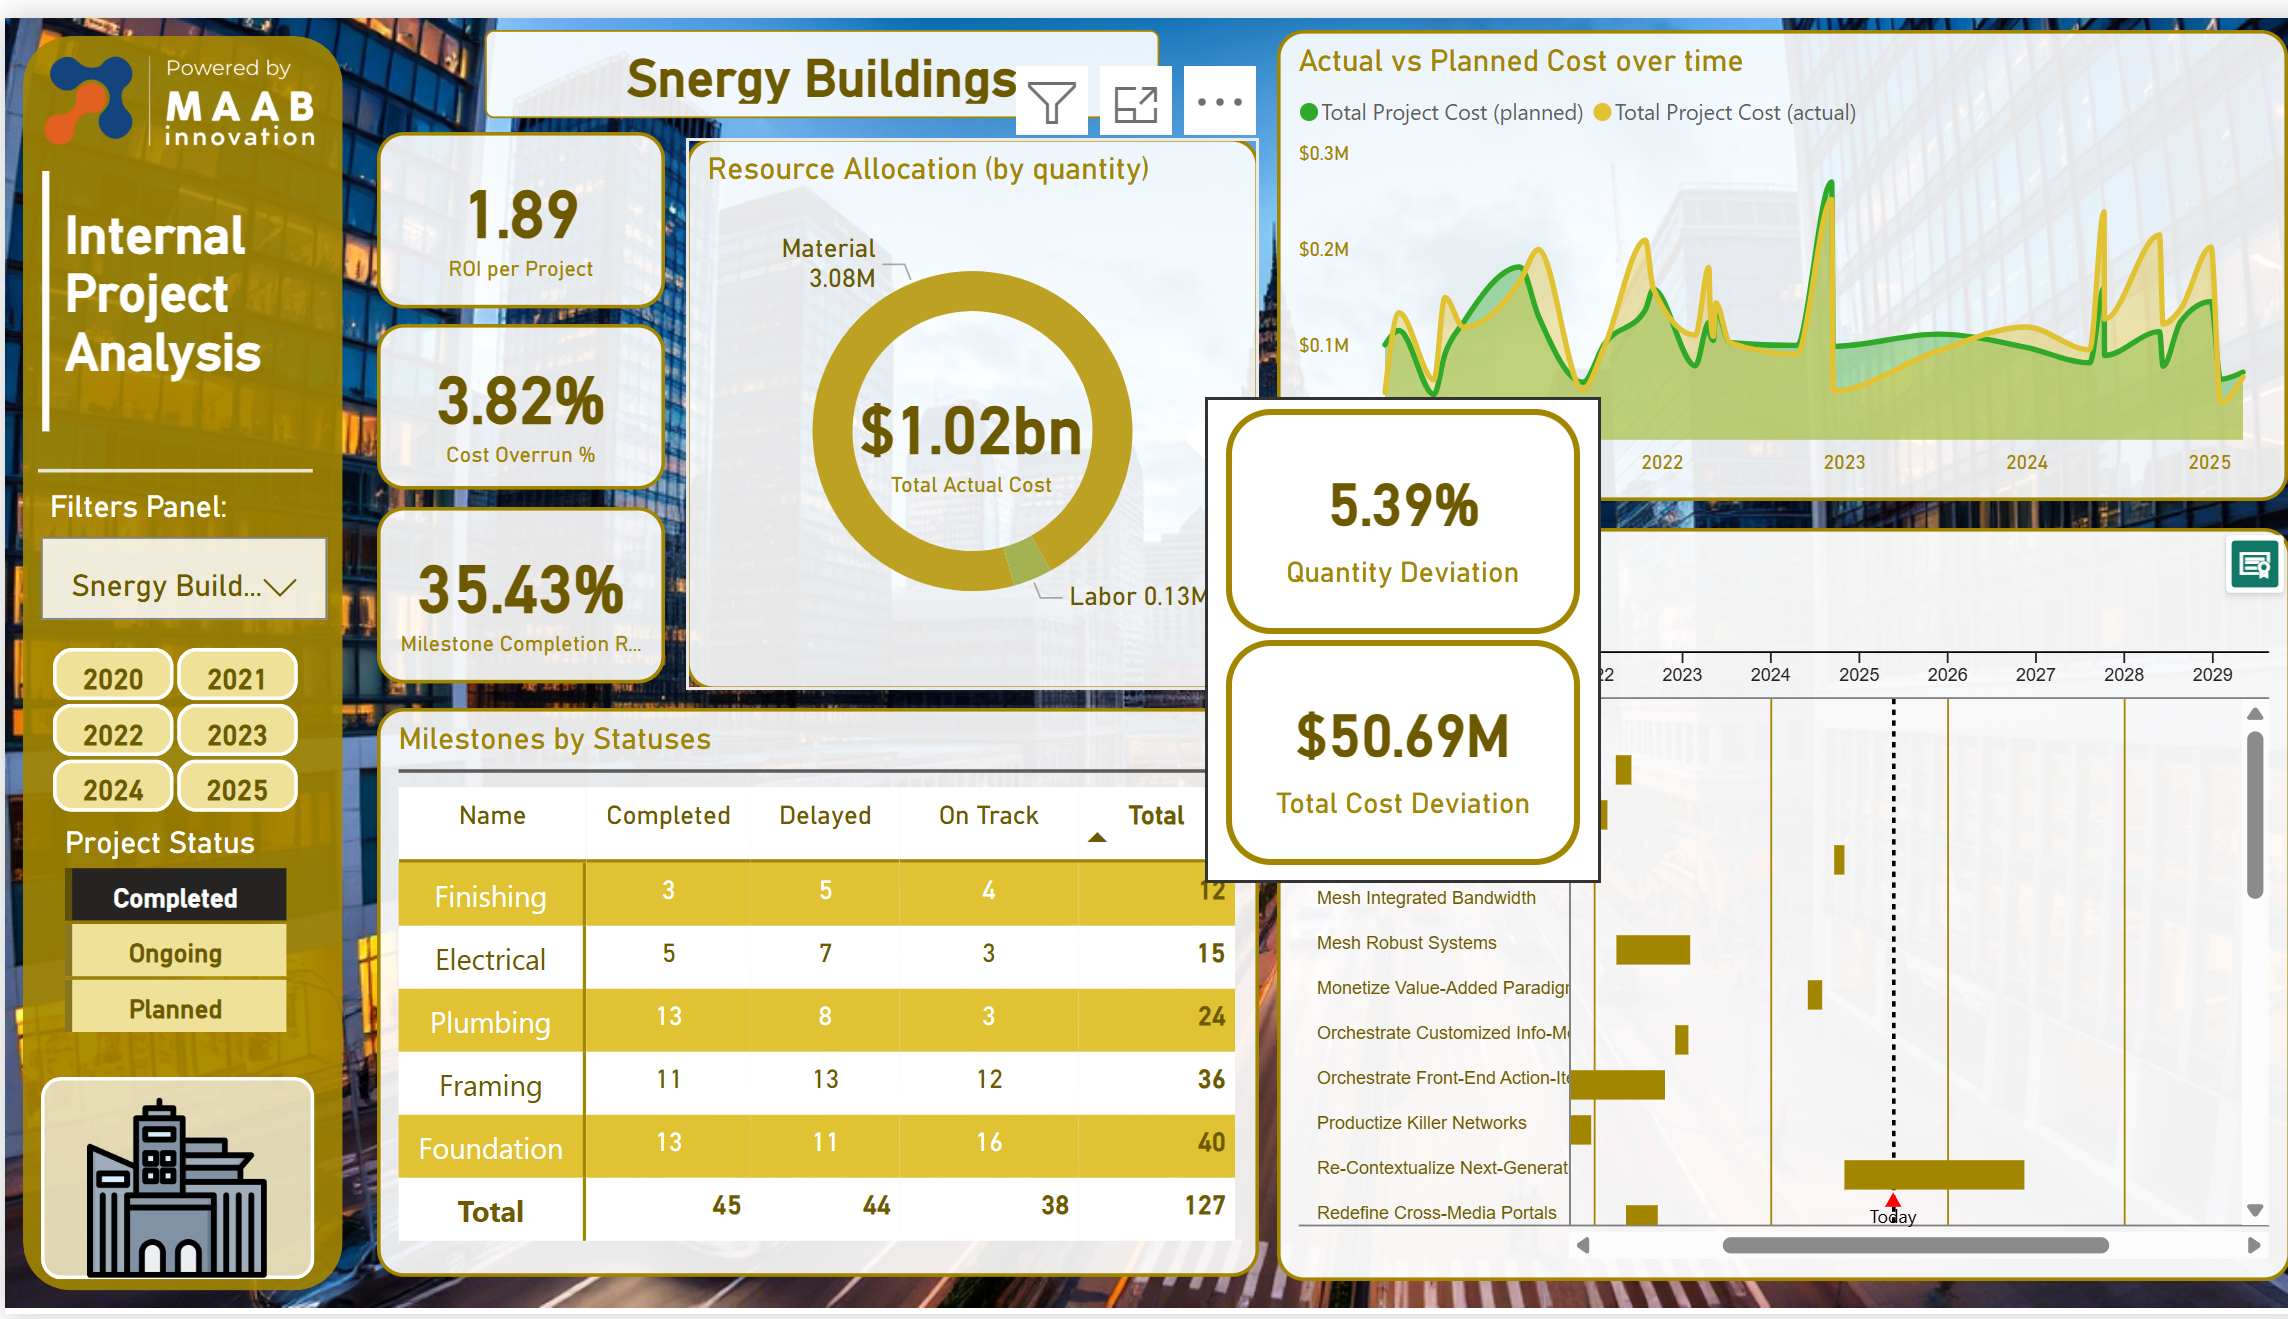 Powered by
MAAB
innovation
Internal
Project
Analysis
Filters Panel:
Snergy Build...
2020 2021
2022 2023
2024 2025
Project Status
Completed
Ongoing
Planned
Snergy Buildings
1.89
ROI per Project
3.82%
Cost Overrun %
35.43%
Milestone Completion R...
Resource Allocation (by quantity)
Material
3.08M
$1.02bn
Total Actual Cost
Labor 0.13M
Actual vs Planned Cost over time
Total Project Cost (planned) Total Project Cost (actual)
$0.3M
$0.2M
$0.1M
2022 2023 2024 2025
5.39%
Quantity Deviation
$50.69M
Total Cost Deviation
Milestones by Statuses
Name Completed Delayed On Track Total
Finishing 3 5 4 12
Electrical 5 7 3 15
Plumbing 13 8 3 24
Framing 11 13 12 36
Foundation 13 11 16 40
Total 45 44 38 127
22 2023 2024 2025 2026 2027 2028 2029
Mesh Integrated Bandwidth
Mesh Robust Systems
Monetize Value-Added Paradigr
Orchestrate Customized Info-M
Orchestrate Front-End Action-Ite
Productize Killer Networks
Re-Contextualize Next-Generat
Redefine Cross-Media Portals
Today